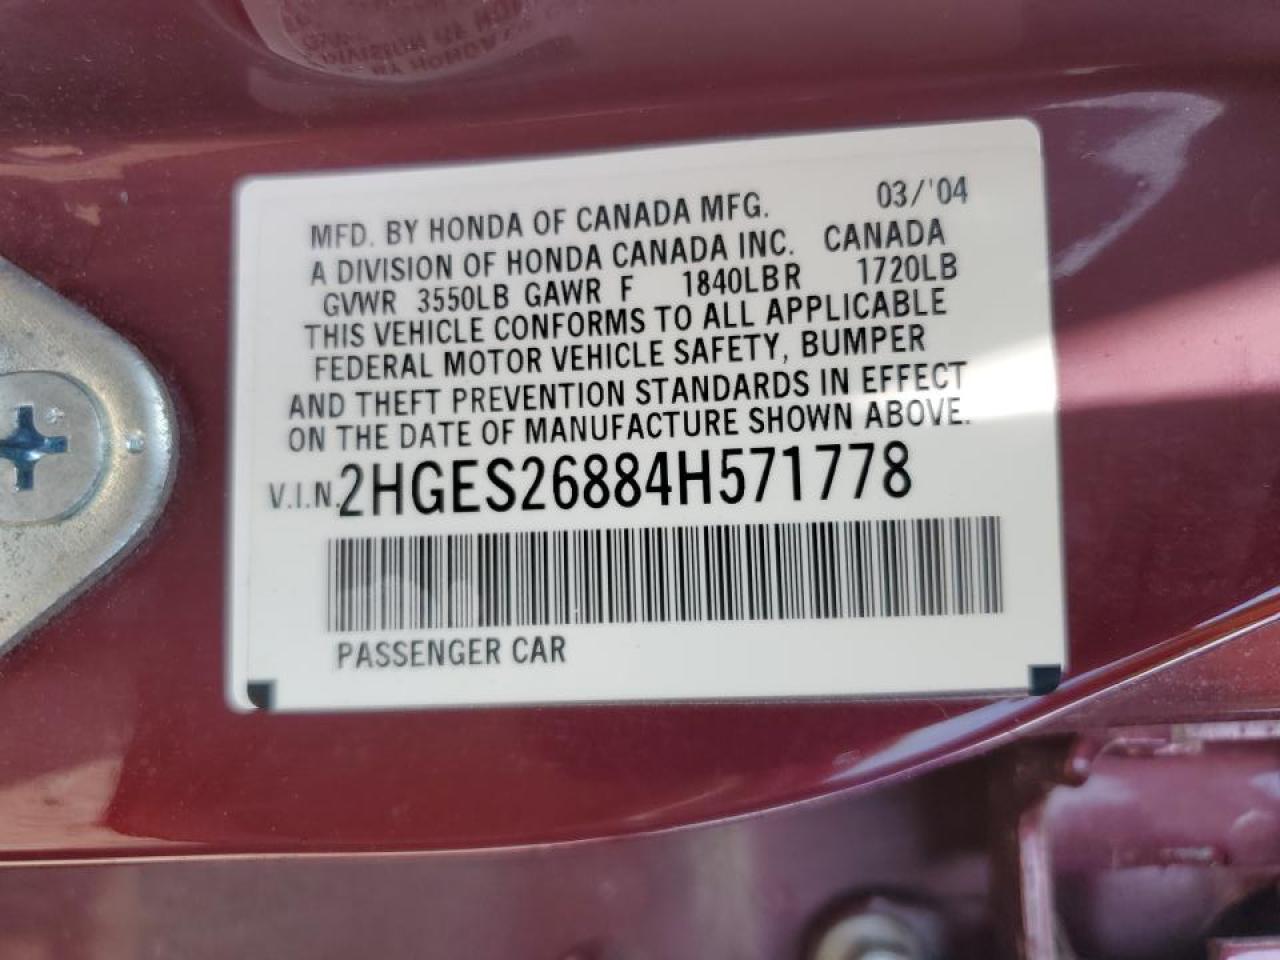 MFD. BY HONDA OF CANADA MFG. 03/'04
A DIVISION OF HONDA CANADA INC. CANADA
GVWR 3550LB GAWR F 1840LBR 1720LB
THIS VEHICLE CONFORMS TO ALL APPLICABLE
FEDERAL MOTOR VEHICLE SAFETY, BUMPER
AND THEFT PREVENTION STANDARDS IN EFFECT
ON THE DATE OF MANUFACTURE SHOWN ABOVE.
V.I.N. 2HGES26884H571778
PASSENGER CAR